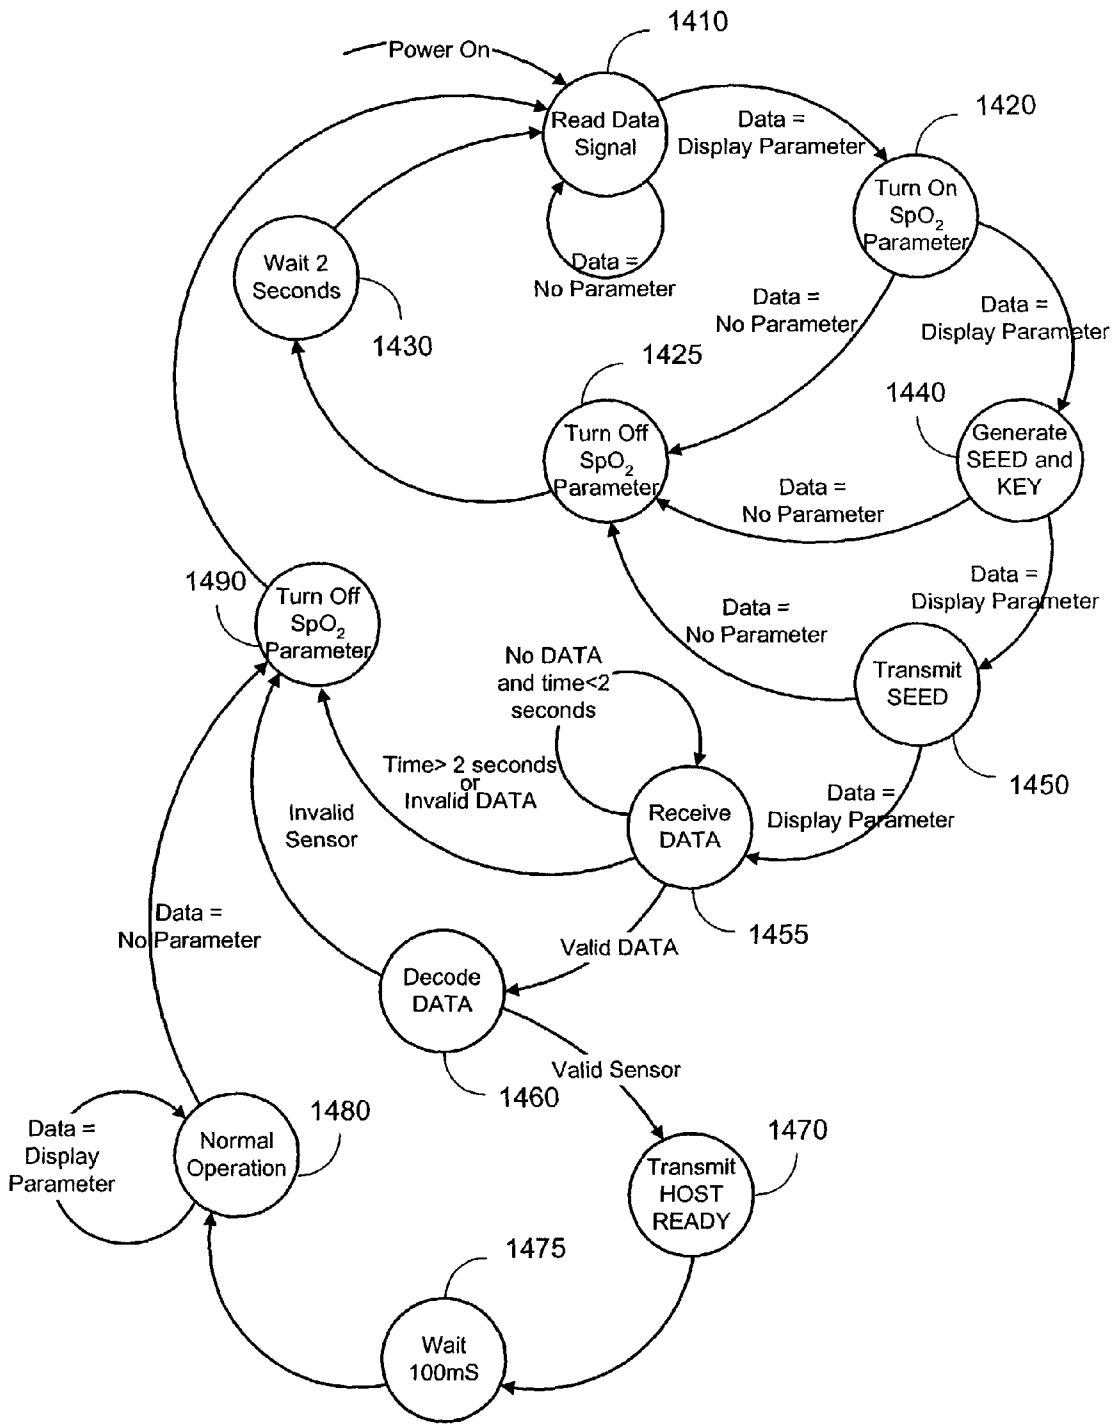 1410
Power On
Read Data
Signal
Data =
Display Parameter
1420
Turn On
SpO2
Parameter
Data =
No Parameter
Wait 2
Seconds
1430
Data =
No Parameter
Data =
Display Parameter
1425
1440
Turn Off
SpO2
Parameter
Generate
SEED and
KEY
Data =
No Parameter
1490
Turn Off
SpO2
Parameter
Data =
Display Parameter
Data =
No Parameter
No DATA
and time<2
seconds
Transmit
SEED
1450
Time> 2 seconds
or
Invalid DATA
Receive
DATA
Data =
Display Parameter
Invalid
Sensor
1455
Data =
No Parameter
Valid DATA
Decode
DATA
1460
Valid Sensor
1480
Data =
Display
Parameter
Normal
Operation
1470
Transmit
HOST
READY
1475
Wait
100mS